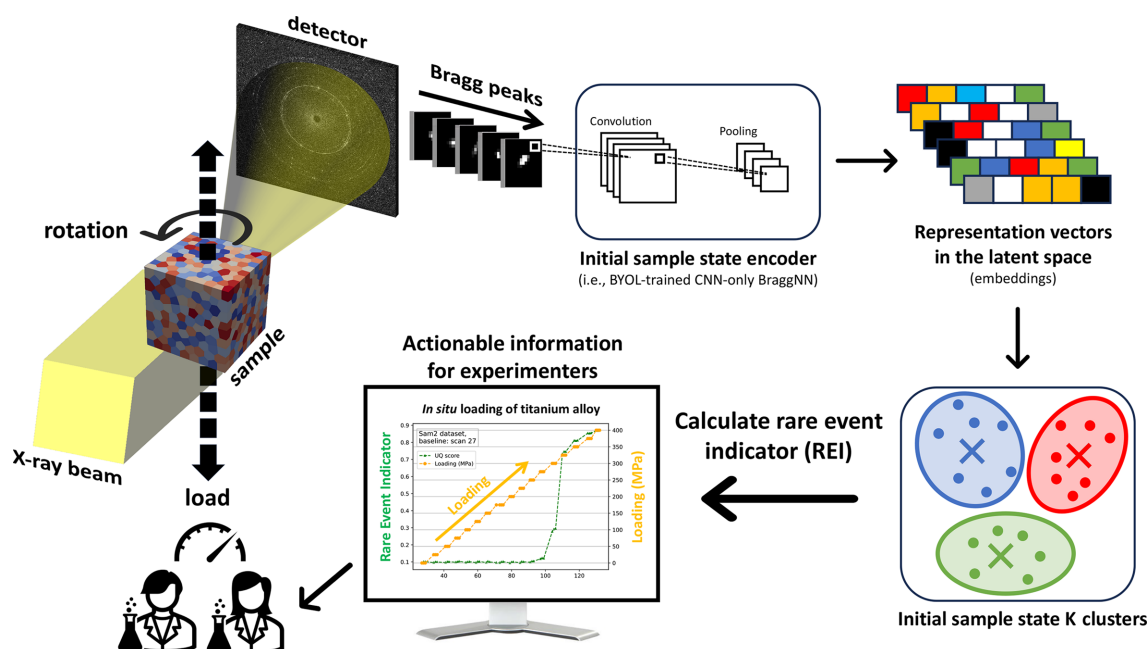 detector
Bragg peaks
rotation
sample
X-ray beam
load
Convolution
Pooling
Initial sample state encoder
(i.e., BYOL-trained CNN-only BraggNN)
Representation vectors
in the latent space
(embeddings)
Initial sample state K clusters
Calculate rare event
indicator (REI)
Actionable information
for experimenters
In situ loading of titanium alloy
Sam2 dataset,
baseline: scan 27
UQ score
Loading (MPa)
Loading
Rare Event Indicator
0.9
0.8
0.7
0.6
0.5
0.4
0.3
0.2
0.1
40 60 80 100 120
400
350
300
250
200
150
100
50
0
Loading (MPa)